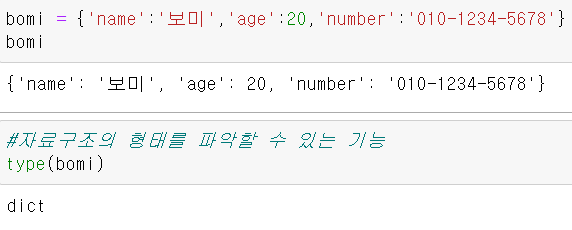 bomi = {'name':'보미','age':20,'number':'010-1234-5678'}
bomi
{'name': '보미', 'age': 20, 'number': '010-1234-5678'}
#자료구조의 형태를 파악할 수 있는 기능
type(bomi)
dict